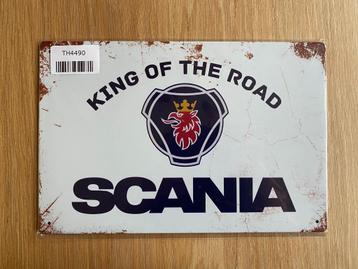 TH4490
KING OF THE ROAD
SCANIA